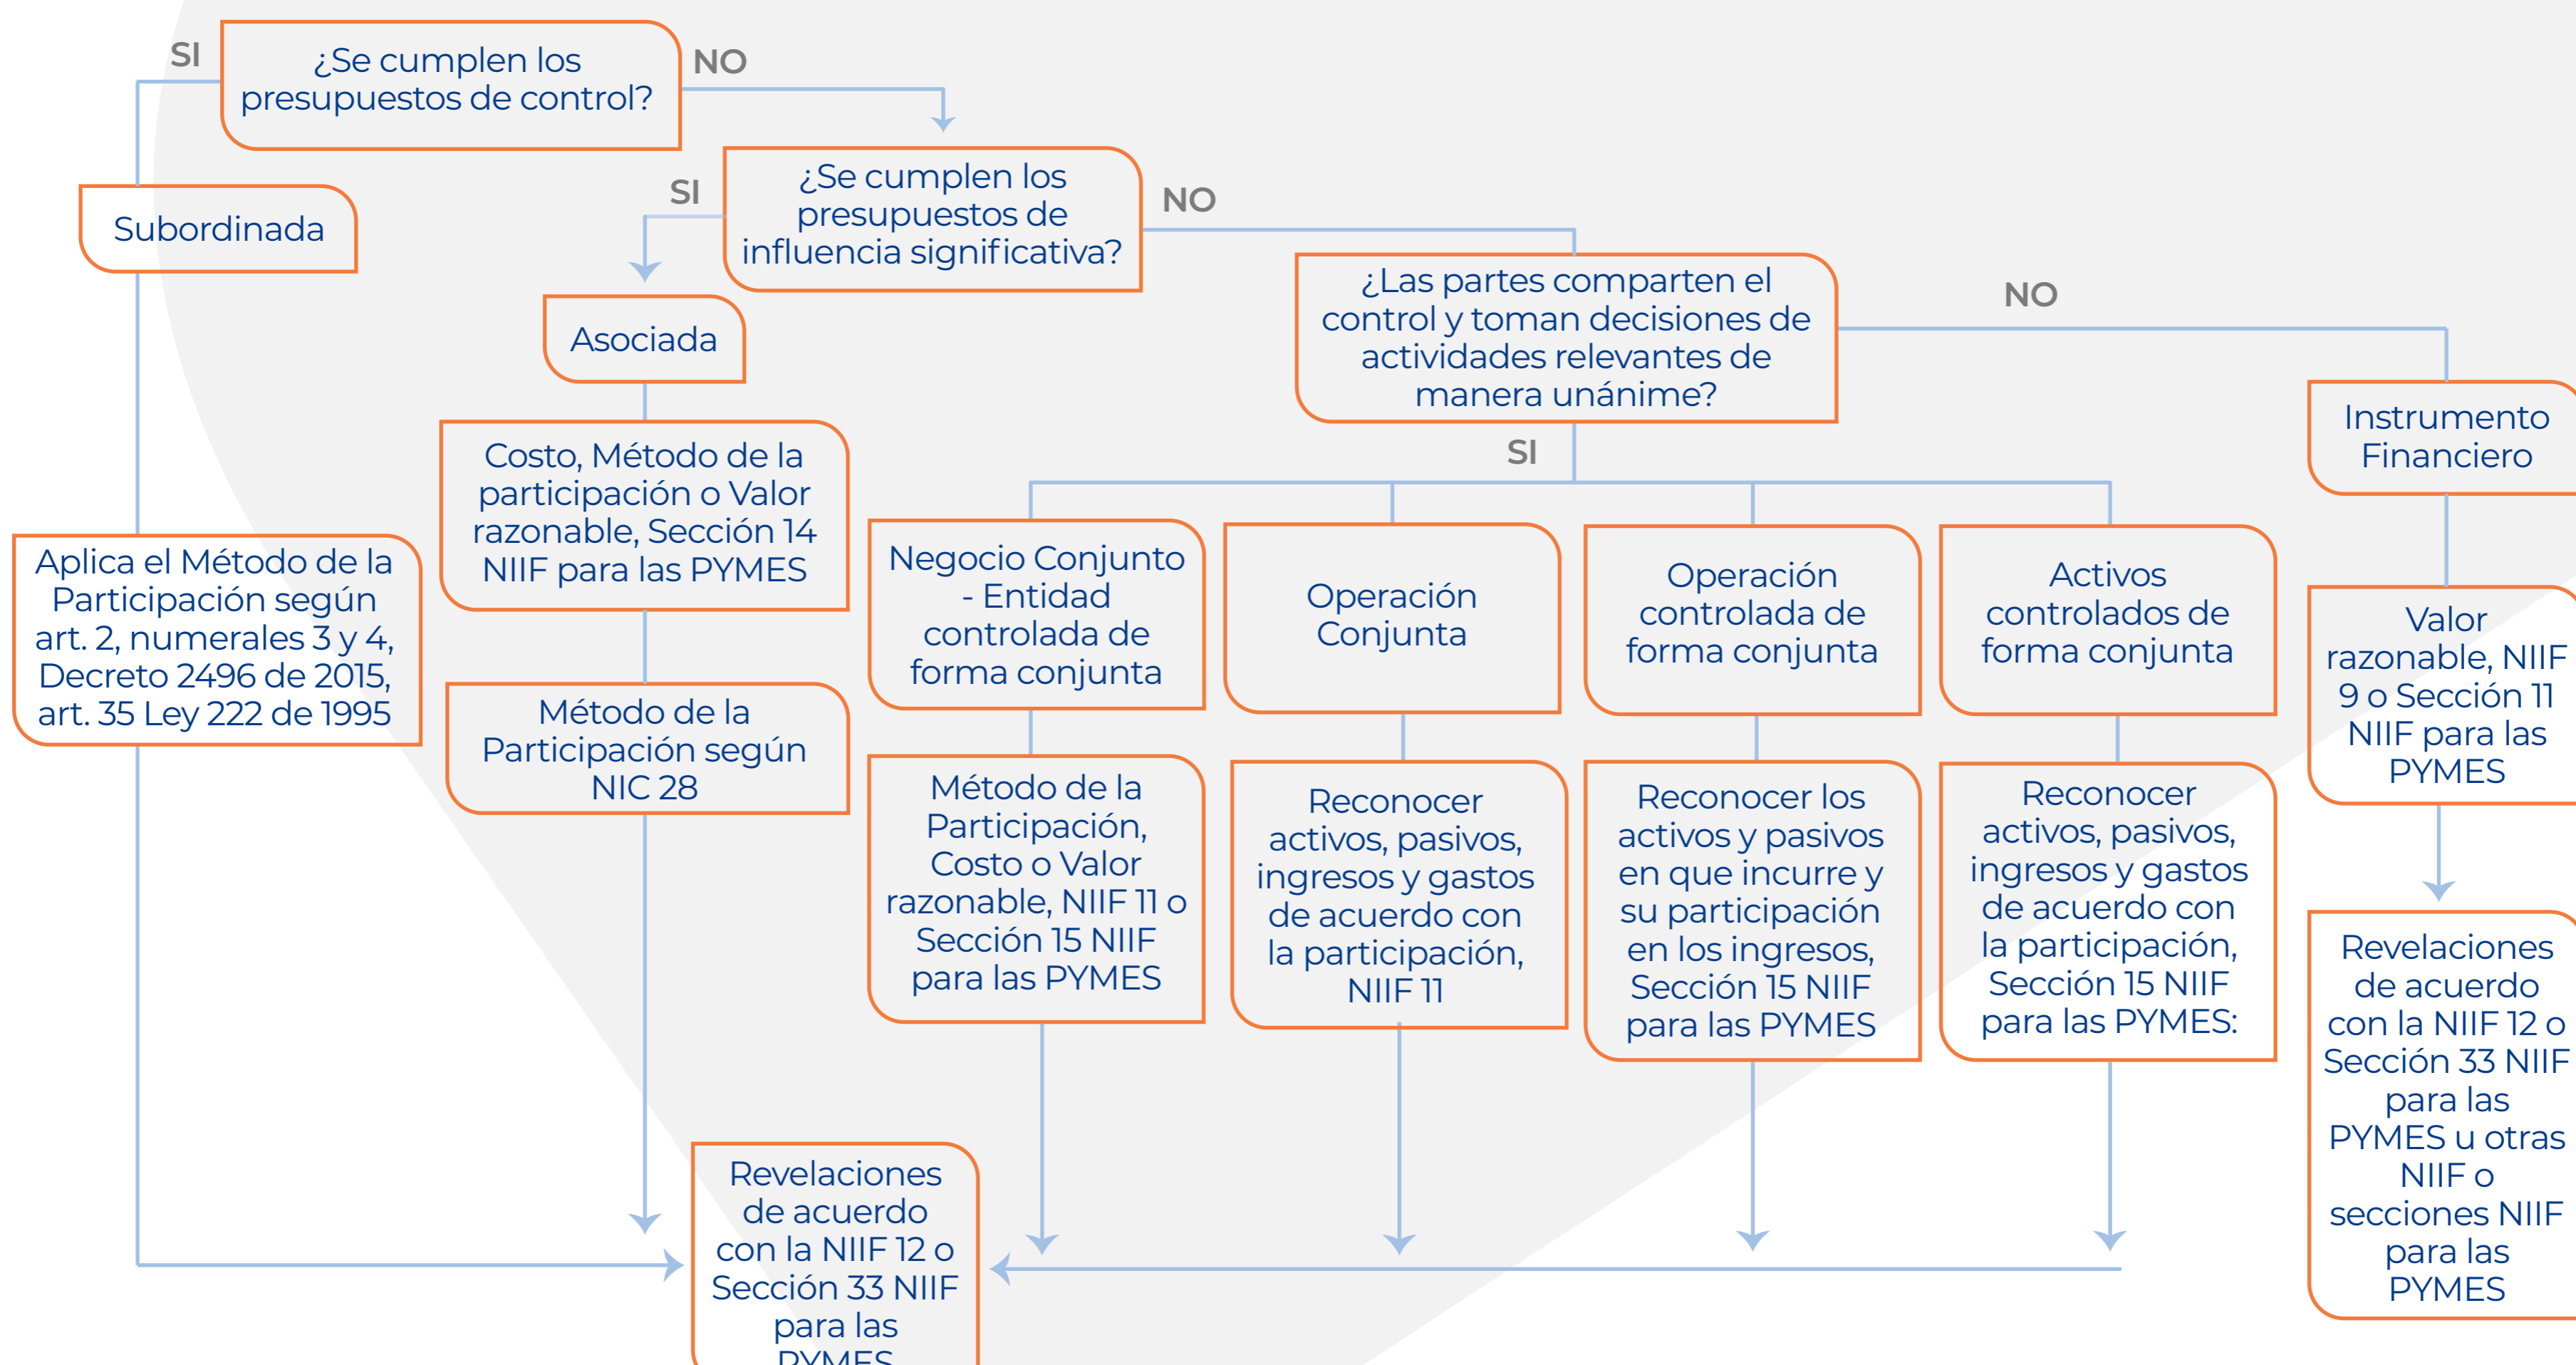 SI
¿Se cumplen los
presupuestos de control?
NO
Subordinada
Aplica el Método de la
Participación según
art. 2, numerales 3 y 4,
Decreto 2496 de 2015,
art. 35 Ley 222 de 1995
SI
¿Se cumplen los
presupuestos de
influencia significativa?
NO
Asociada
Costo, Método de la
participación o Valor
razonable, Sección 14
NIIF para las PYMES
Método de la
Participación según
NIC 28
¿Las partes comparten el
control y toman decisiones de
actividades relevantes de
manera unánime?
NO
SI
Negocio Conjunto
- Entidad
controlada de
forma conjunta
Método de la
Participación,
Costo o Valor
razonable, NIIF 11 o
Sección 15 NIIF
para las PYMES
Operación
Conjunta
Reconocer
activos, pasivos,
ingresos y gastos
de acuerdo con
la participación,
NIIF 11
Operación
controlada de
forma conjunta
Reconocer los
activos y pasivos
en que incurre y
su participación
en los ingresos,
Sección 15 NIIF
para las PYMES
Activos
controlados de
forma conjunta
Reconocer
activos, pasivos,
ingresos y gastos
de acuerdo con
la participación,
Sección 15 NIIF
para las PYMES:
Instrumento
Financiero
Valor
razonable, NIIF
9 o Sección 11
NIIF para las
PYMES
Revelaciones
de acuerdo
con la NIIF 12 o
Sección 33 NIIF
para las
PYMES u otras
NIIF o
secciones NIIF
para las
PYMES
Revelaciones
de acuerdo
con la NIIF 12 o
Sección 33 NIIF
para las
PYMES